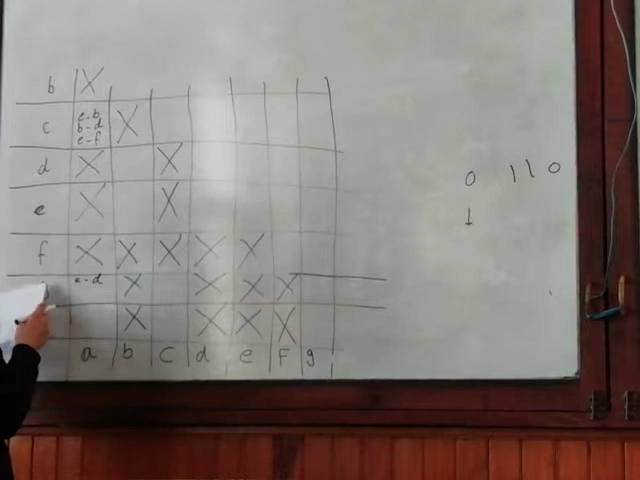 b X
c e-b b-d e-f X
d X X
e X X
f X X X X X
e-d X X X X
X X X X
a b c d e F g
0 110
1